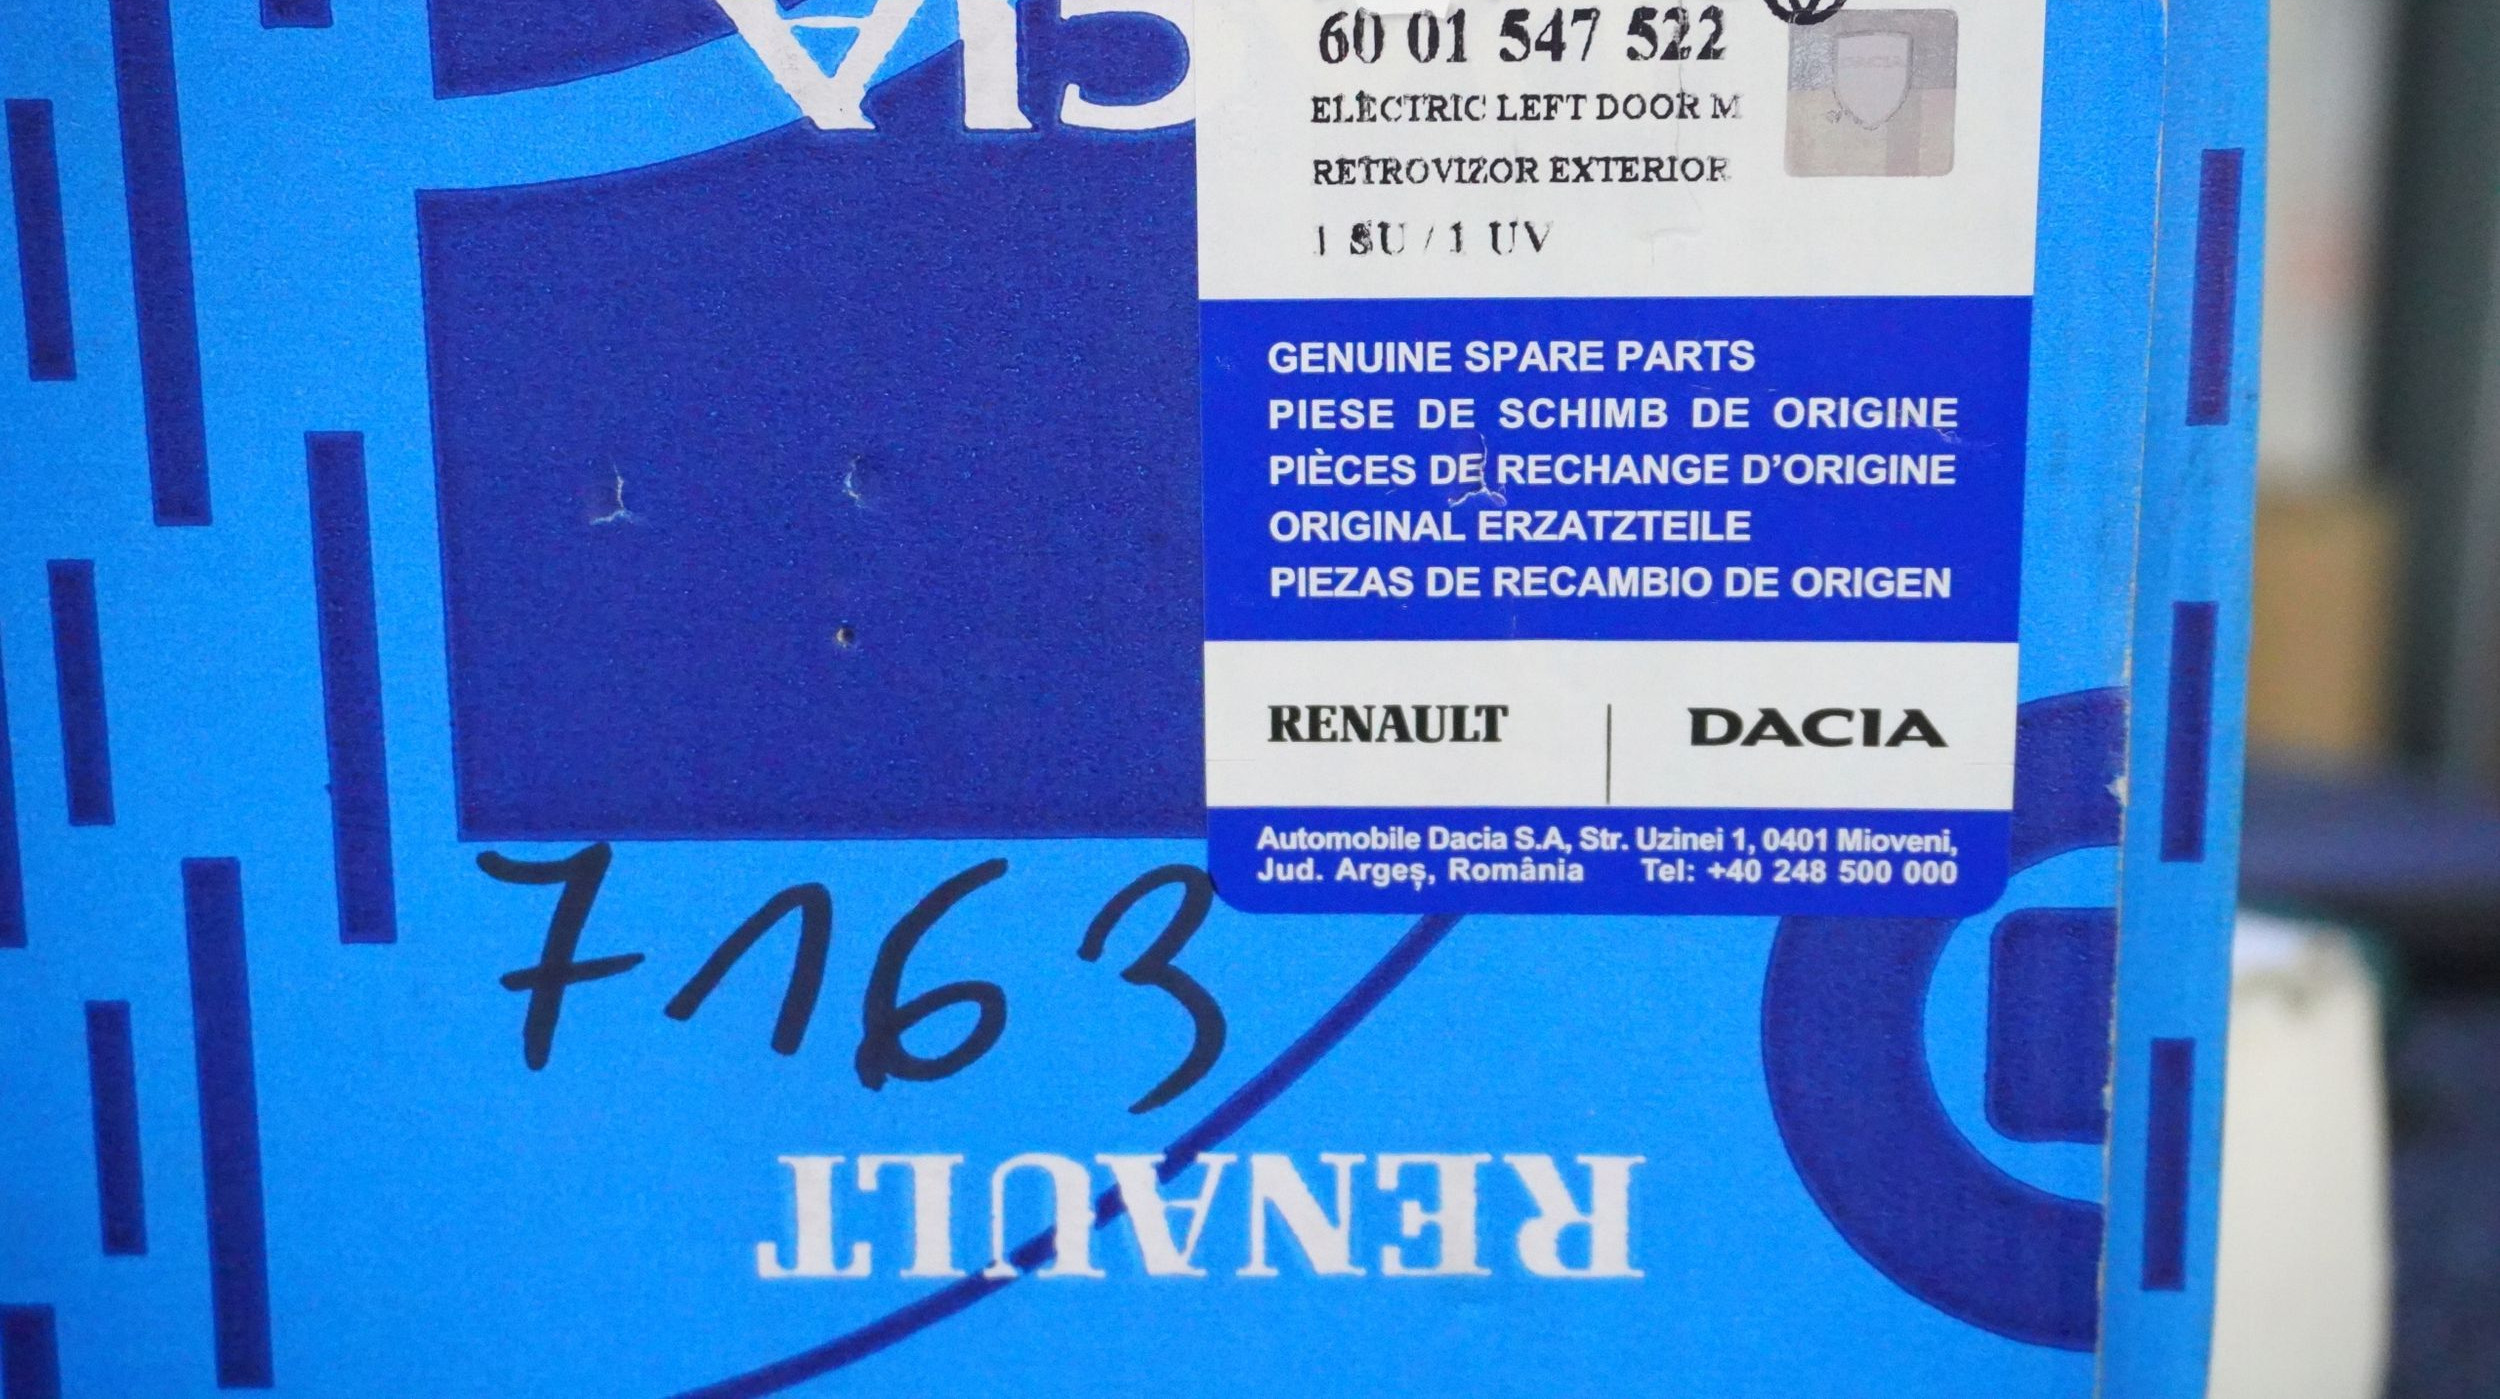 CIA
60 01 547 522
ELECTRIC LEFT DOOR M
RETROVIZOR EXTERIOR
1 SU / 1 UV
DACIA
GENUINE SPARE PARTS
PIESE DE SCHIMB DE ORIGINE
PIÈCES DE RECHANGE D'ORIGINE
ORIGINAL ERZATZTEILE
PIEZAS DE RECAMBIO DE ORIGEN
RENAULT | DACIA
Automobile Dacia S.A, Str. Uzinei 1, 0401 Mioveni,
Jud. Argeș, România Tel: +40 248 500 000
7163
RENAULT